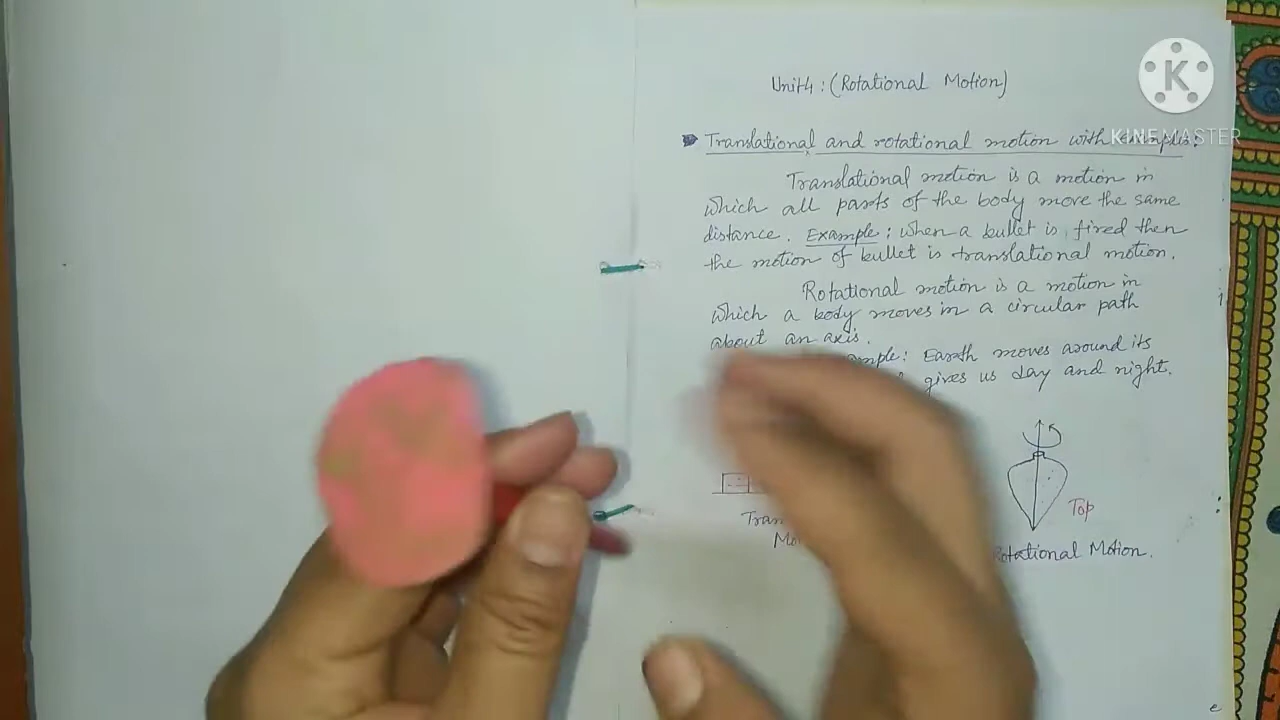 K
KINEMASTER
Unit4 : (Rotational Motion)
Translational and rotational motion with examples.
Translational motion is a motion in
which all parts of the body move the same
distance. Example : When a bullet is fired then
the motion of bullet is translational motion.
Rotational motion is a motion in
which a body moves in a circular path
about an axis.
Earth moves around its
gives us day and night.
Top
Rotational Motion.